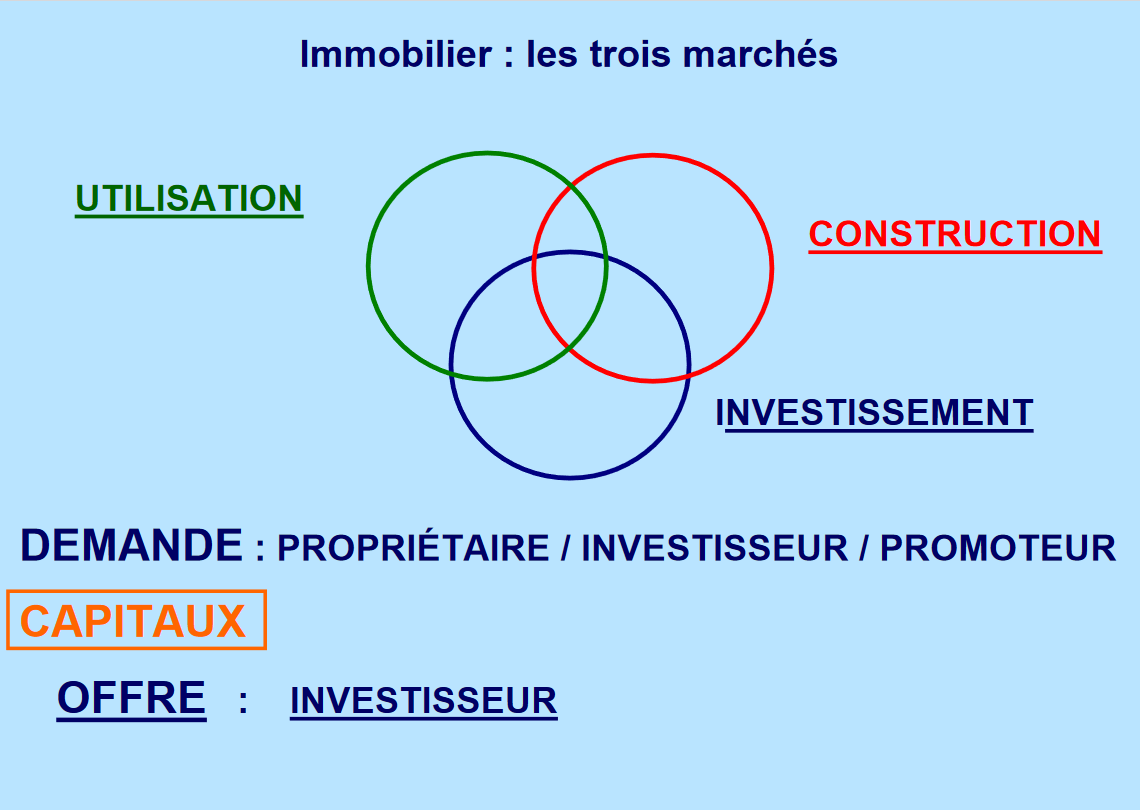 Immobilier : les trois marchés
UTILISATION
CONSTRUCTION
INVESTISSEMENT
DEMANDE : PROPRIÉTAIRE / INVESTISSEUR / PROMOTEUR
CAPITAUX
OFFRE : INVESTISSEUR